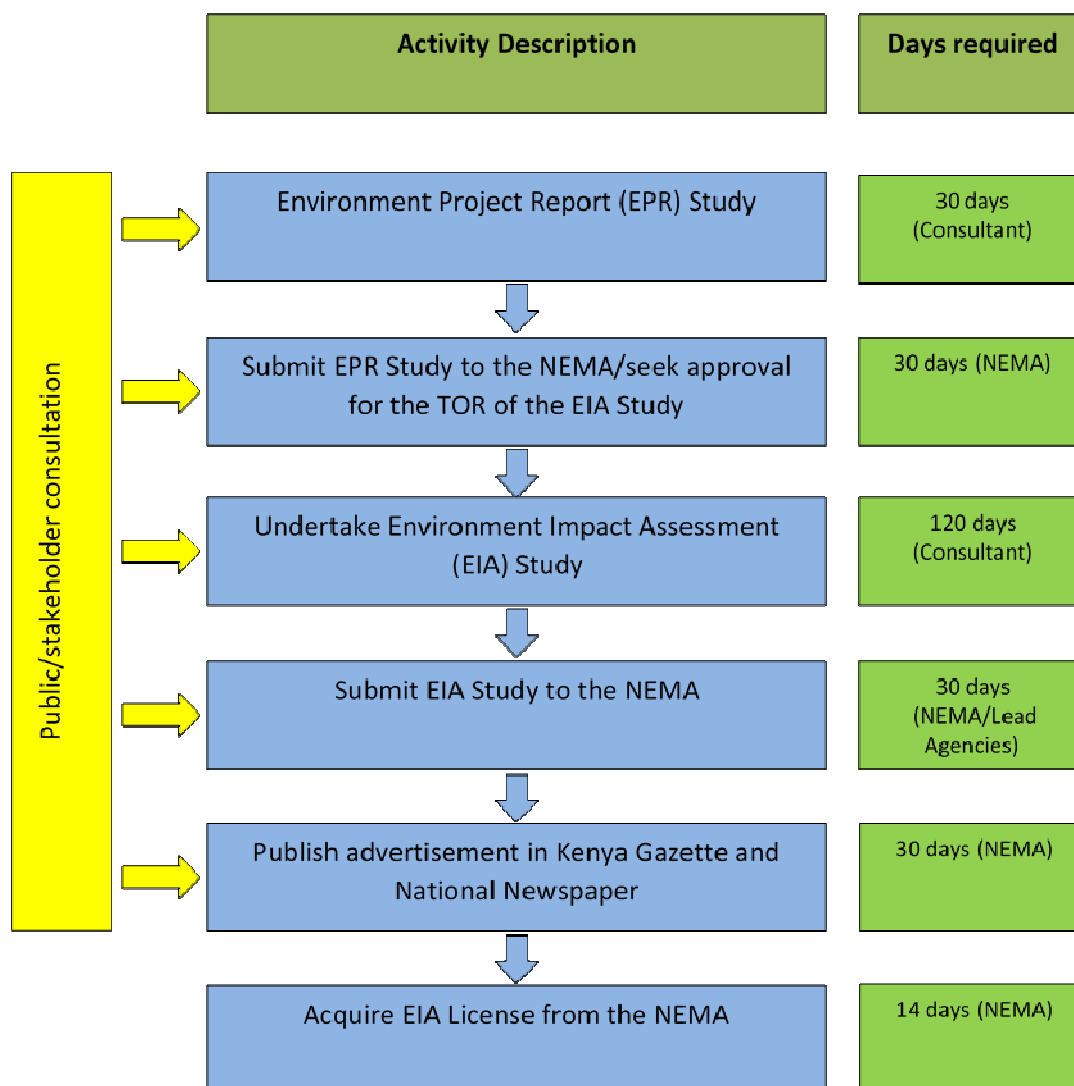 Activity Description
Days required
Public/stakeholder consultation
Environment Project Report (EPR) Study
30 days
(Consultant)
Submit EPR Study to the NEMA/seek approval
for the TOR of the EIA Study
30 days (NEMA)
Undertake Environment Impact Assessment
(EIA) Study
120 days
(Consultant)
Submit EIA Study to the NEMA
30 days
(NEMA/Lead
Agencies)
Publish advertisement in Kenya Gazette and
National Newspaper
30 days (NEMA)
Acquire EIA License from the NEMA
14 days (NEMA)